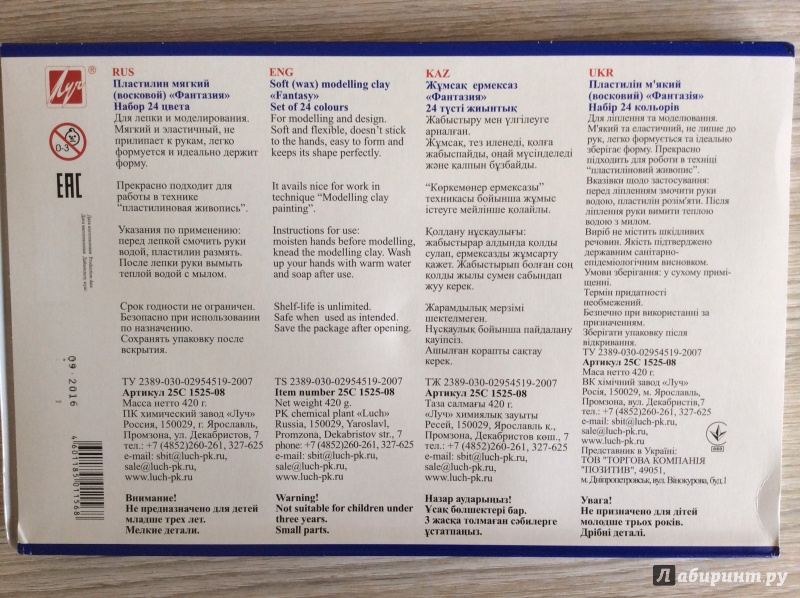 Луч
®
0-3
EAC
09 · 2016
4601185011568
RUS
Пластилин мягкий
(восковой) «Фантазия»
Набор 24 цвета
Для лепки и моделирования.
Мягкий и эластичный, не
прилипает к рукам, легко
формуется и идеально держит
форму.
Прекрасно подходит для
работы в технике
“пластилиновая живопись”.
Указания по применению:
перед лепкой смочить руки
водой, пластилин размять.
После лепки руки вымыть
теплой водой с мылом.
Срок годности не ограничен.
Безопасно при использовании
по назначению.
Сохранять упаковку после
вскрытия.
ТУ 2389-030-02954519-2007
Артикул 25С 1525-08
Масса нетто 420 г.
ПК химический завод «Луч»
Россия, 150029, г. Ярославль,
Промзона, ул. Декабристов, 7
тел.: +7 (4852)260-261, 327-625
e-mail: sbit@luch-pk.ru,
sale@luch-pk.ru,
www.luch-pk.ru
Внимание!
Не предназначено для детей
младше трех лет.
Мелкие детали.
ENG
Soft (wax) modelling clay
«Fantasy»
Set of 24 colours
For modelling and design.
Soft and flexible, doesn’t stick
to the hands, easy to form and
keeps its shape perfectly.
It avails nice for work in
technique “Modelling clay
painting”.
Instructions for use:
moisten hands before modelling,
knead the modelling clay. Wash
up your hands with warm water
and soap after use.
Shelf-life is unlimited.
Safe when used as intended.
Save the package after opening.
TS 2389-030-02954519-2007
Item number 25C 1525-08
Net weight 420 g.
PK chemical plant «Luch»
Russia, 150029, Yaroslavl,
Promzona, Dekabristov str., 7
phone: +7 (4852)260-261, 327-625
e-mail: sbit@luch-pk.ru,
sale@luch-pk.ru,
www.luch-pk.ru
Warning!
Not suitable for children under
three years.
Small parts.
KAZ
Жұмсақ ермексаз
«Фантазия»
24 түсті жиынтық
Жабыстыру мен үлгілеуге
арналған.
Жұмсақ, тез иленеді, қолға
жабыспайды, оңай мүсінделеді
және қалпын бұзбайды.
“Көркемөнер ермексазы”
техникасы бойынша жұмыс
істеуге мейлінше қолайлы.
Қолдану нұсқаулығы:
жабыстырар алдында қолды
сулап, ермексазды жұмсарту
қажет. Жабыстырып болған соң
қолды жылы сумен сабындап
жуу керек.
Жарамдылық мерзімі
шектелмеген.
Нұсқаулық бойынша пайдалану
қауіпсіз.
Ашылған қорапты сақтау
керек.
ТЖ 2389-030-02954519-2007
Артикул 25С 1525-08
Таза салмағы 420 г.
«Луч» химиялық зауыты
Ресей, 150029, Ярославль к.,
Промзона, Декабристов көш., 7
тел.: +7 (4852)260-261, 327-625
e-mail: sbit@luch-pk.ru,
sale@luch-pk.ru,
www.luch-pk.ru
Назар аударыңыз!
Ұсақ бөлшектері бар.
3 жасқа толмаған сәбилерге
ұстатпаңыз.
UKR
Пластилін м'який
(восковий) «Фантазія»
Набір 24 кольорів
Для ліплення та моделювання.
М'який та еластичний, не липне до
рук, легко формується та ідеально
зберігає форму. Прекрасно
підходить для роботи в техніці
“пластиліновий живопис”.
Вказівки щодо застосування:
перед ліпленням змочити руки
водою, пластилін розім'яти. Після
ліплення руки вимити теплою
водою з милом.
Виріб не містить шкідливих
речовин. Якість підтверджено
державним санітарно-
епідеміологічним висновком.
Умови зберігання: у сухому примі-
щенні.
Термін придатності
необмежений.
Безпечно при використанні за
призначенням.
Зберігати упаковку після
відкривання.
ТУ 2389-030-02954519-2007
Артикул 25С 1525-08
Маса нетто 420 г.
ВК хімічний завод «Луч»
Росія, 150029, м. Ярославль,
Промзона, вул. Декабристів,7
тел.: +7 (4852)260-261, 327-625
e-mail: sbit@luch-pk.ru,
sale@luch-pk.ru,
www.luch-pk.ru
Представник в Україні:
ТОВ "ТОРГОВА КОМПАНІЯ
"ПОЗИТИВ", 49051,
м. Дніпропетровськ, вул. Вінокурова, буд.1
Увага!
Не призначено для дітей
молодше трьох років.
Дрібні деталі.
Лабиринт.ру